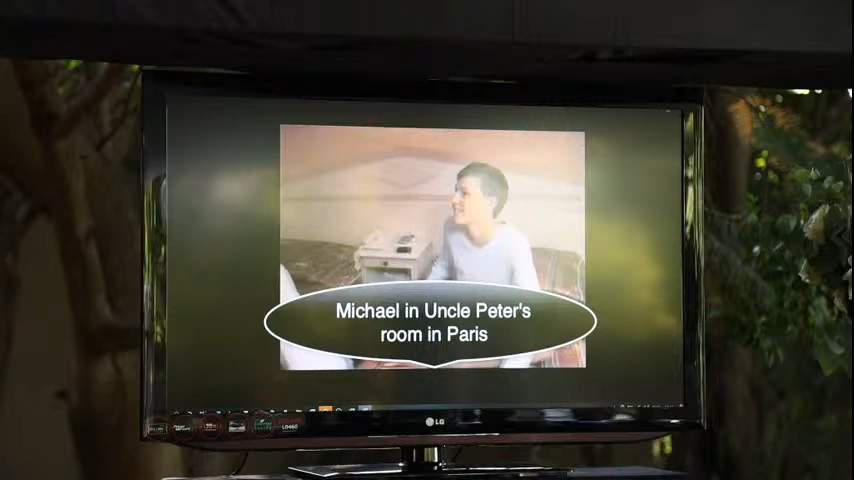 Michael in Uncle Peter's
room in Paris
LG